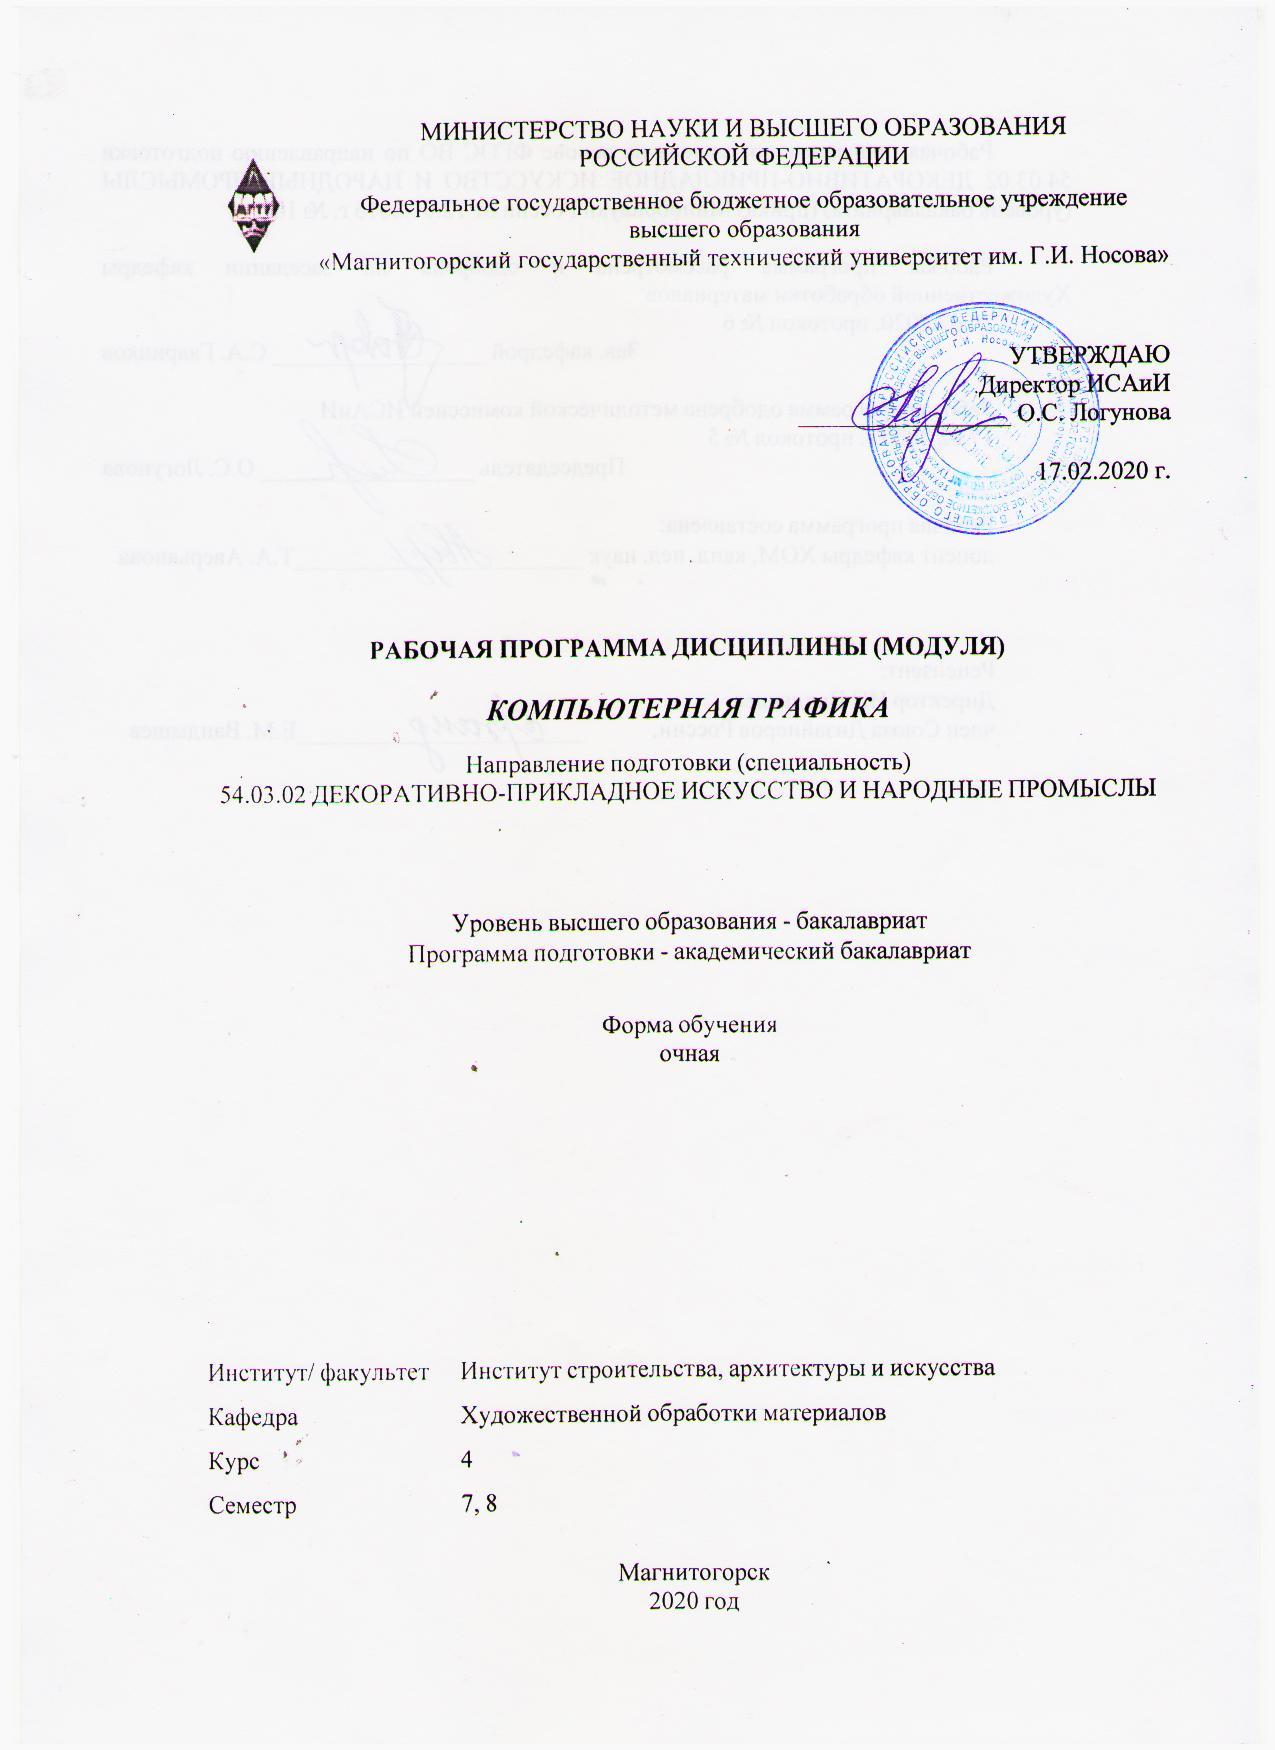 МИНИСТЕРСТВО НАУКИ И ВЫСШЕГО ОБРАЗОВАНИЯ
РОССИЙСКОЙ ФЕДЕРАЦИИ
Федеральное государственное бюджетное образовательное учреждение
высшего образования
«Магнитогорский государственный технический университет им. Г.И. Носова»
УТВЕРЖДАЮ
Директор ИСАиИ
О.С. Логунова
17.02.2020 г.
РАБОЧАЯ ПРОГРАММА ДИСЦИПЛИНЫ (МОДУЛЯ)
КОМПЬЮТЕРНАЯ ГРАФИКА
Направление подготовки (специальность)
54.03.02 ДЕКОРАТИВНО-ПРИКЛАДНОЕ ИСКУССТВО И НАРОДНЫЕ ПРОМЫСЛЫ
Уровень высшего образования - бакалавриат
Программа подготовки - академический бакалавриат
Форма обучения
очная
Институт/ факультет Институт строительства, архитектуры и искусства
Кафедра Художественной обработки материалов
Курс 4
Семестр 7, 8
Магнитогорск
2020 год